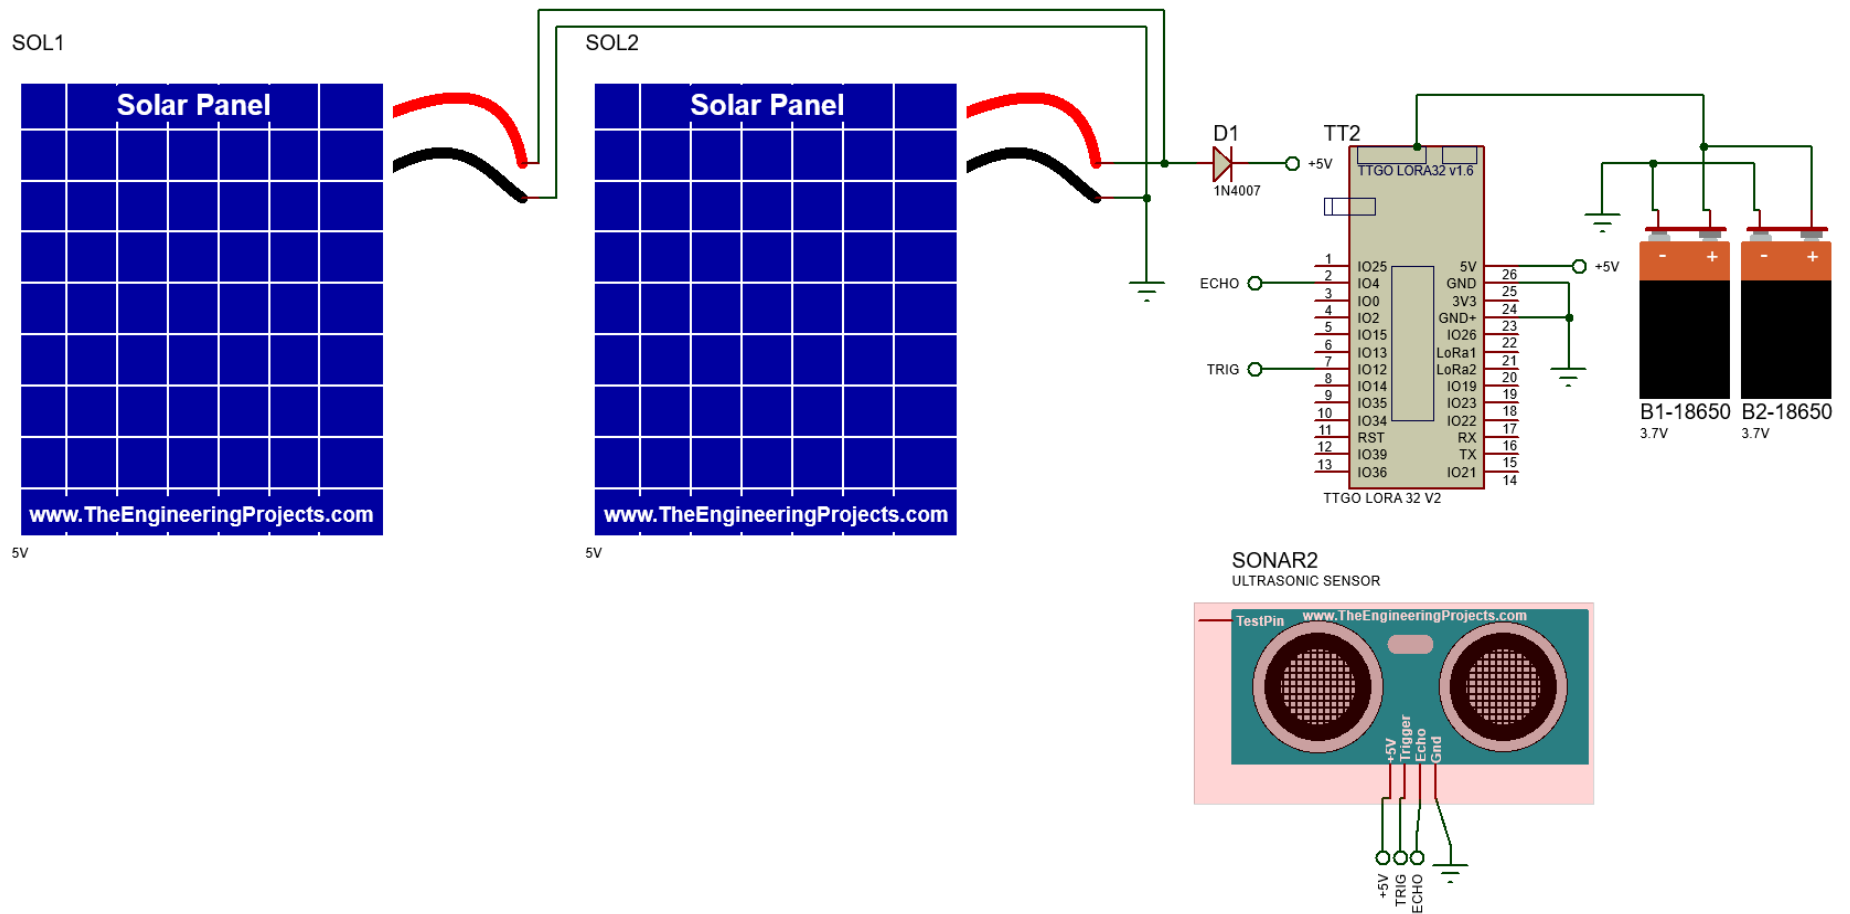 SOL1
Solar Panel
www.TheEngineeringProjects.com
5V
SOL2
Solar Panel
www.TheEngineeringProjects.com
5V
D1
1N4007
+5V
TT2
TTGO LORA32 v1.6
ECHO
TRIG
1 IO25
2 IO4
3 IO0
4 IO2
5 IO15
6 IO13
7 IO12
8 IO14
9 IO35
10 IO34
11 RST
12 IO39
13 IO36
5V 26
GND 25
3V3 24
GND+ 23
IO26 22
LoRa1 21
LoRa2 20
IO19 19
IO23 18
IO22 17
RX 16
TX 15
IO21 14
TTGO LORA 32 V2
+5V
- +
B1-18650
3.7V
- +
B2-18650
3.7V
SONAR2
ULTRASONIC SENSOR
www.TheEngineeringProjects.com
TestPin
+5V
Trigger
Echo
Gnd
+5V
TRIG
ECHO